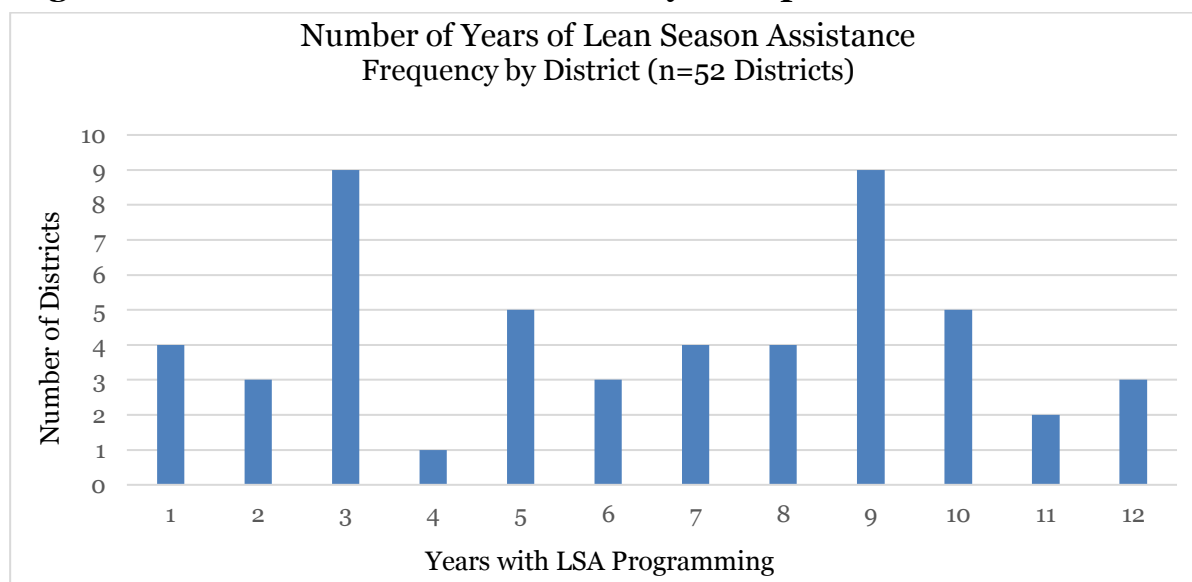 Number of Years of Lean Season Assistance
Frequency by District (n=52 Districts)
10
9
8
7
6
5
4
3
2
1
0
Number of Districts
1 2 3 4 5 6 7 8 9 10 11 12
Years with LSA Programming